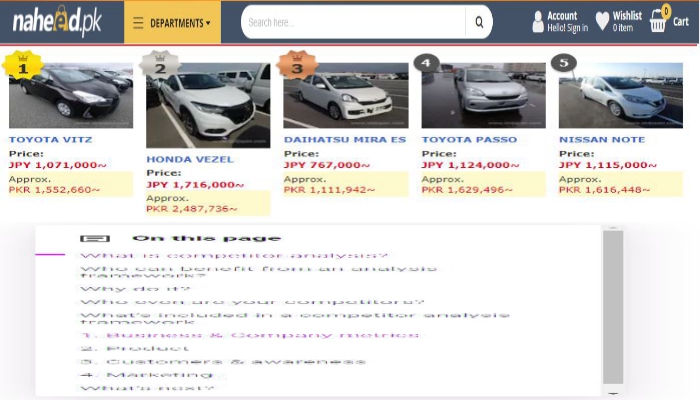 naheed.pk
DEPARTMENTS
Search here...
Account
Hello! Sign in
Wishlist
0 item
0
Cart
1
2
3
4
5
TOYOTA VITZ
Price:
JPY 1,071,000~
Approx.
PKR 1,552,660~
HONDA VEZEL
Price:
JPY 1,716,000~
Approx.
PKR 2,487,736~
DAIHATSU MIRA ES
Price:
JPY 767,000~
Approx.
PKR 1,111,942~
TOYOTA PASSO
Price:
JPY 1,124,000~
Approx.
PKR 1,629,496~
NISSAN NOTE
Price:
JPY 1,115,000~
Approx.
PKR 1,616,448~
On this page
What is competitor analysis?
Who can benefit from an analysis
framework?
Why do it?
Who even are your competitors?
What's included in a competitor analysis
framework
1. Business & Company metrics
2. Product
3. Customers & awareness
4. Marketing
What's next?